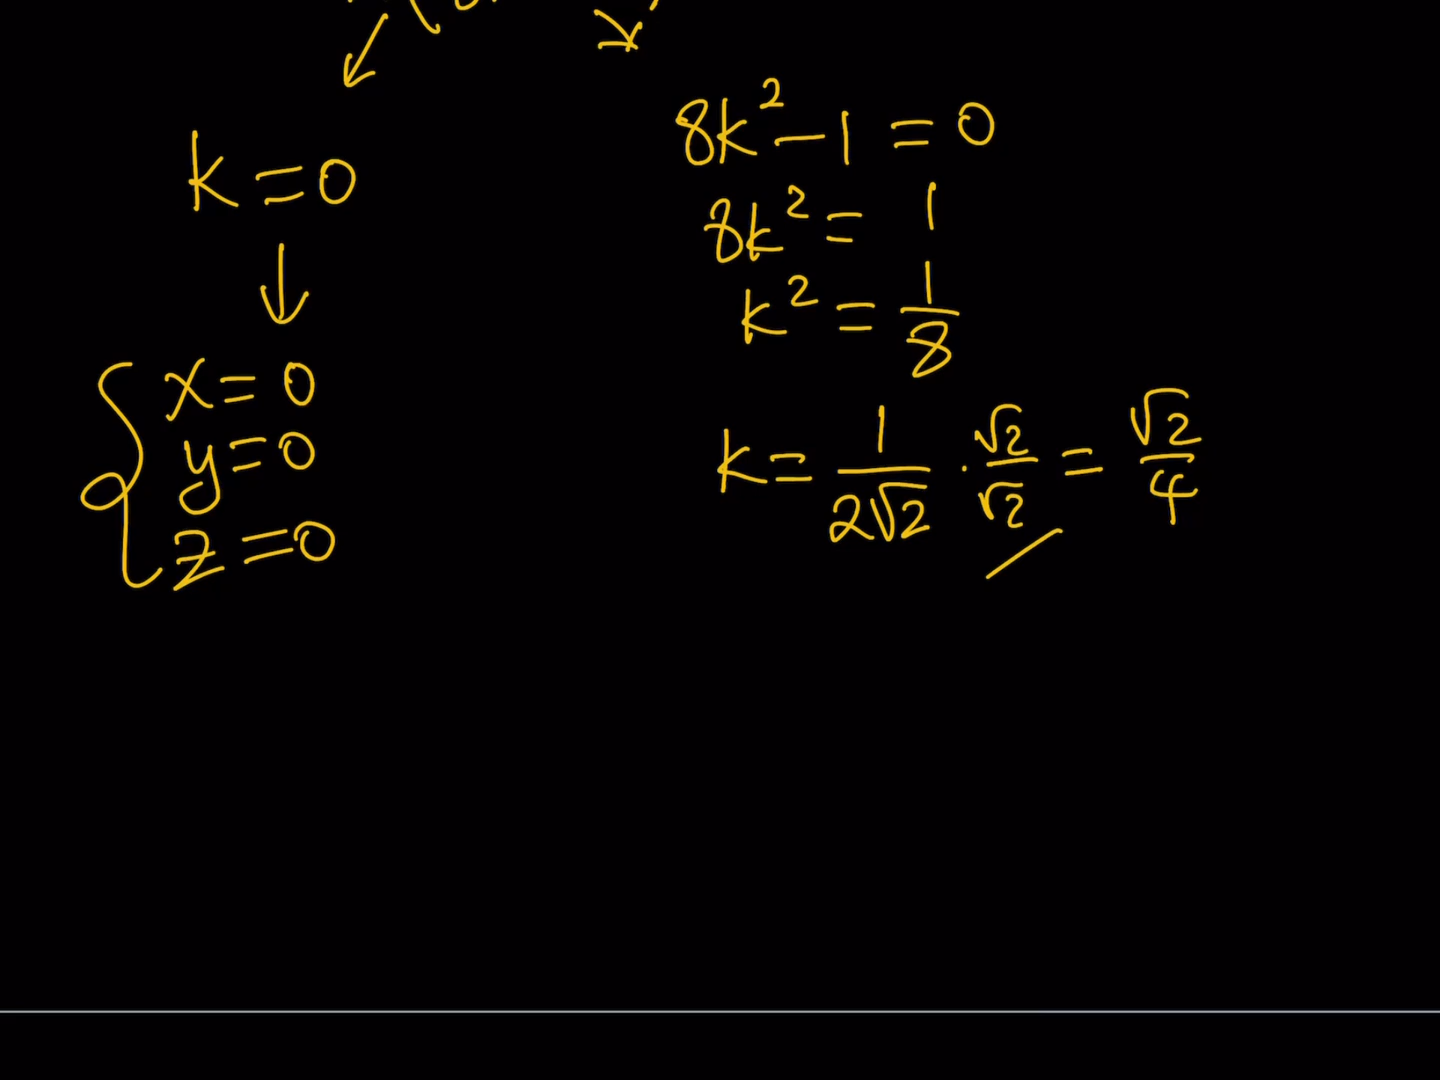 k = 0
x = 0
y = 0
z = 0
8k² − 1 = 0
8k² = 1
k² = 1/8
k = 1/(2√2) · √2/√2 = √2/4